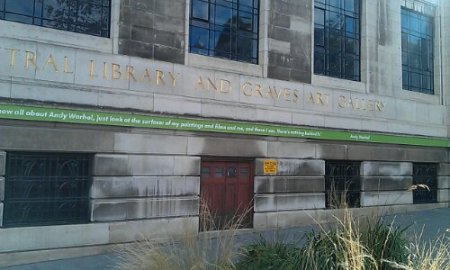 TRAL LIBRARY AND GRAVES ART GALLERY
now all about Andy Warhol, just look at the surface of my paintings and films and me, and there I am. There's nothing behind it.
Andy Warhol